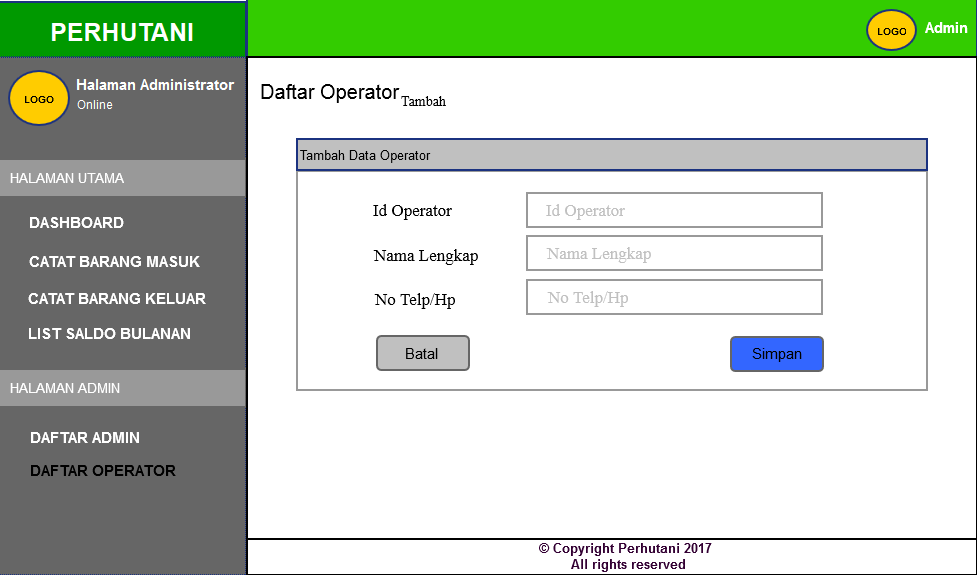 PERHUTANI
LOGO
Admin
LOGO
Halaman Administrator
Online
HALAMAN UTAMA
DASHBOARD
CATAT BARANG MASUK
CATAT BARANG KELUAR
LIST SALDO BULANAN
HALAMAN ADMIN
DAFTAR ADMIN
DAFTAR OPERATOR
Daftar Operator Tambah
Tambah Data Operator
Id Operator Id Operator
Nama Lengkap Nama Lengkap
No Telp/Hp No Telp/Hp
Batal Simpan
© Copyright Perhutani 2017
All rights reserved